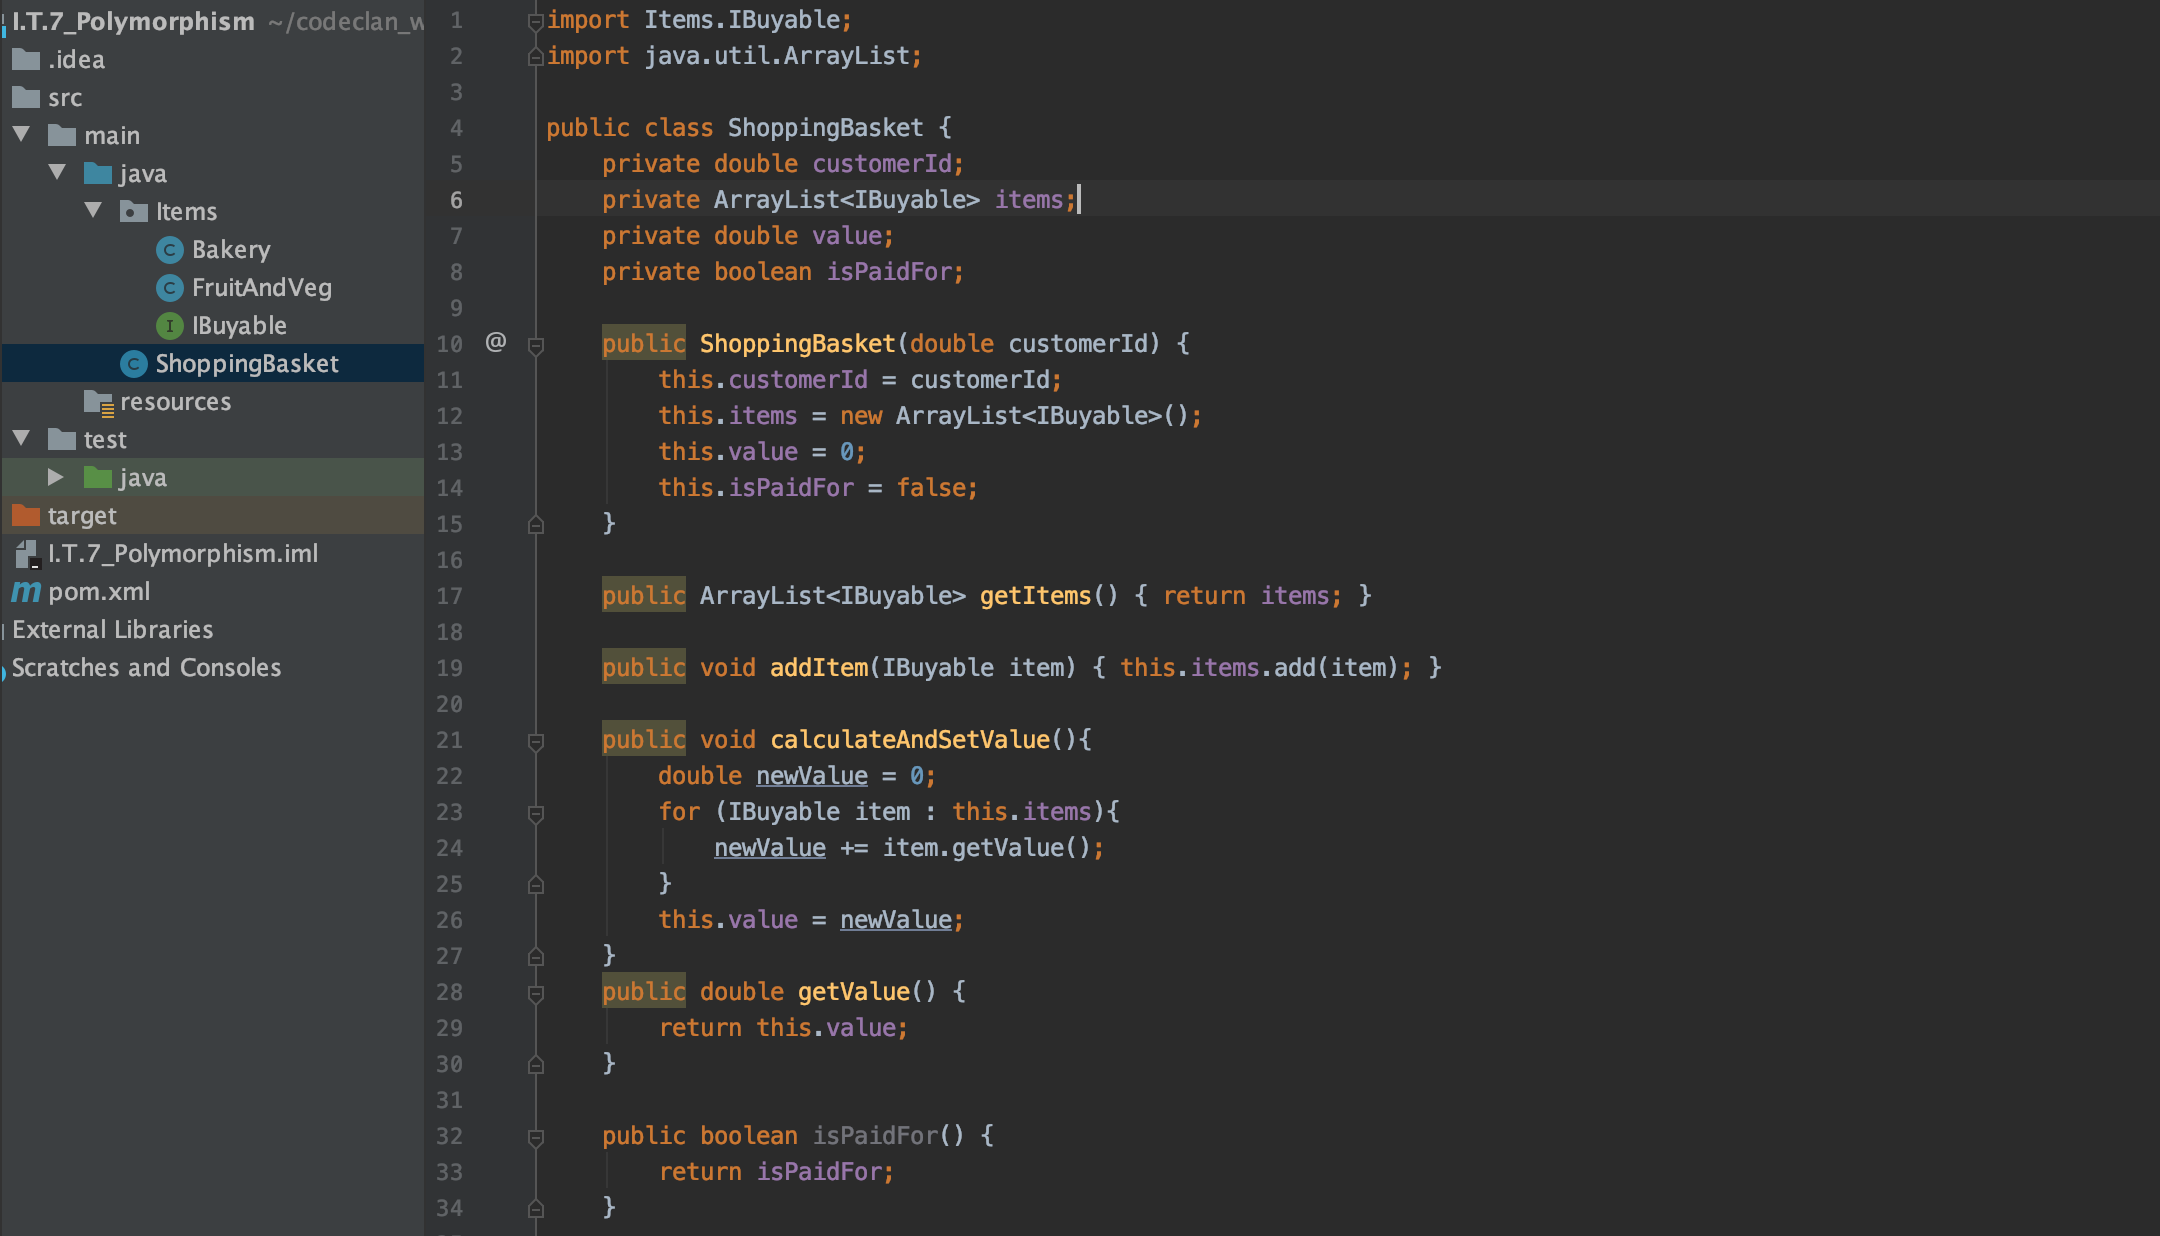 I.T.7_Polymorphism ~/codeclan_w
.idea
src
main
java
Items
C Bakery
C FruitAndVeg
I IBuyable
C ShoppingBasket
resources
test
java
target
I.T.7_Polymorphism.iml
m pom.xml
External Libraries
Scratches and Consoles
1 import Items.IBuyable;
2 import java.util.ArrayList;
3
4 public class ShoppingBasket {
5     private double customerId;
6     private ArrayList<IBuyable> items;
7     private double value;
8     private boolean isPaidFor;
9
10 @     public ShoppingBasket(double customerId) {
11         this.customerId = customerId;
12         this.items = new ArrayList<IBuyable>();
13         this.value = 0;
14         this.isPaidFor = false;
15     }
16
17     public ArrayList<IBuyable> getItems() { return items; }
18
19     public void addItem(IBuyable item) { this.items.add(item); }
20
21     public void calculateAndSetValue(){
22         double newValue = 0;
23         for (IBuyable item : this.items){
24             newValue += item.getValue();
25         }
26         this.value = newValue;
27     }
28     public double getValue() {
29         return this.value;
30     }
31
32     public boolean isPaidFor() {
33         return isPaidFor;
34     }